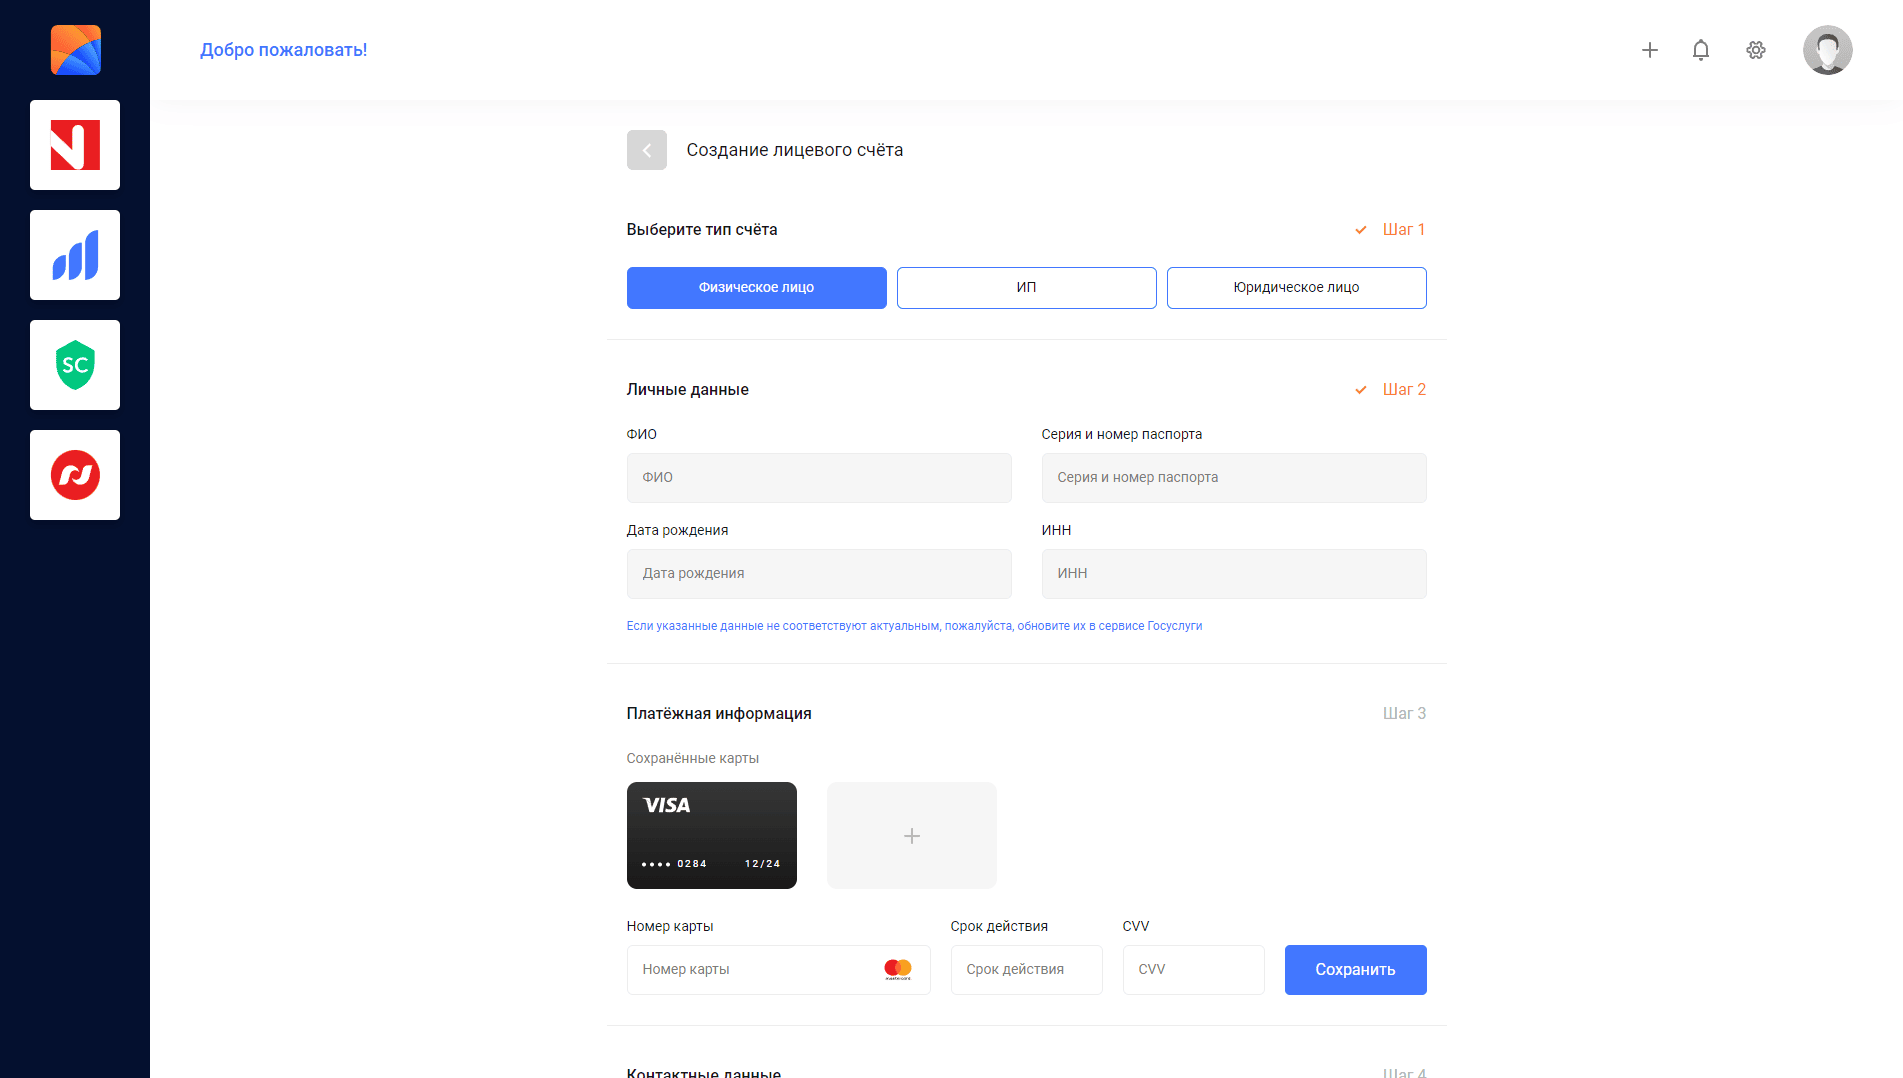 Добро пожаловать!
Создание лицевого счёта
Выберите тип счёта
Шаг 1
Физическое лицо
ИП
Юридическое лицо
Личные данные
Шаг 2
ФИО
Серия и номер паспорта
ФИО
Серия и номер паспорта
Дата рождения
ИНН
Дата рождения
ИНН
Если указанные данные не соответствуют актуальным, пожалуйста, обновите их в сервисе Госуслуги
SC
Платёжная информация
Шаг 3
Сохранённые карты
VISA
•••• 0284
12/24
Номер карты
Срок действия
CVV
Номер карты
mastercard
Срок действия
CVV
Сохранить
Контактные данные
Шаг 4